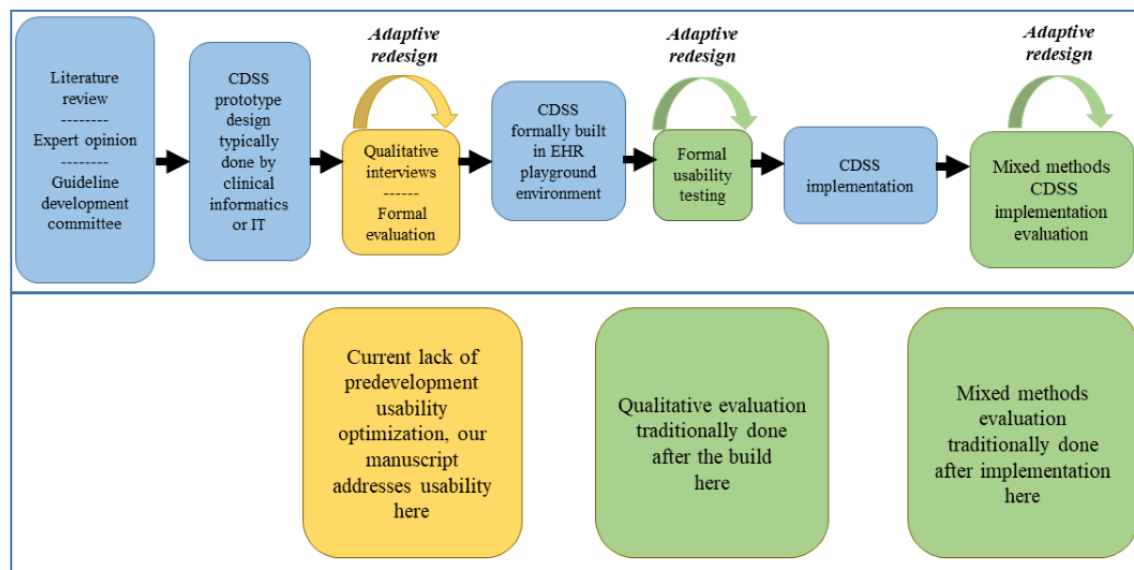 Adaptive
redesign
Adaptive
redesign
Adaptive
redesign
Literature
review
--------
Expert opinion
--------
Guideline
development
committee
CDSS
prototype
design
typically
done by
clinical
informatics
or IT
Qualitative
interviews
------
Formal
evaluation
CDSS
formally built
in EHR
playground
environment
Formal
usability
testing
CDSS
implementation
Mixed methods
CDSS
implementation
evaluation
Current lack of
predevelopment
usability
optimization, our
manuscript
addresses usability
here
Qualitative evaluation
traditionally done
after the build
here
Mixed methods
evaluation
traditionally done
after implementation
here